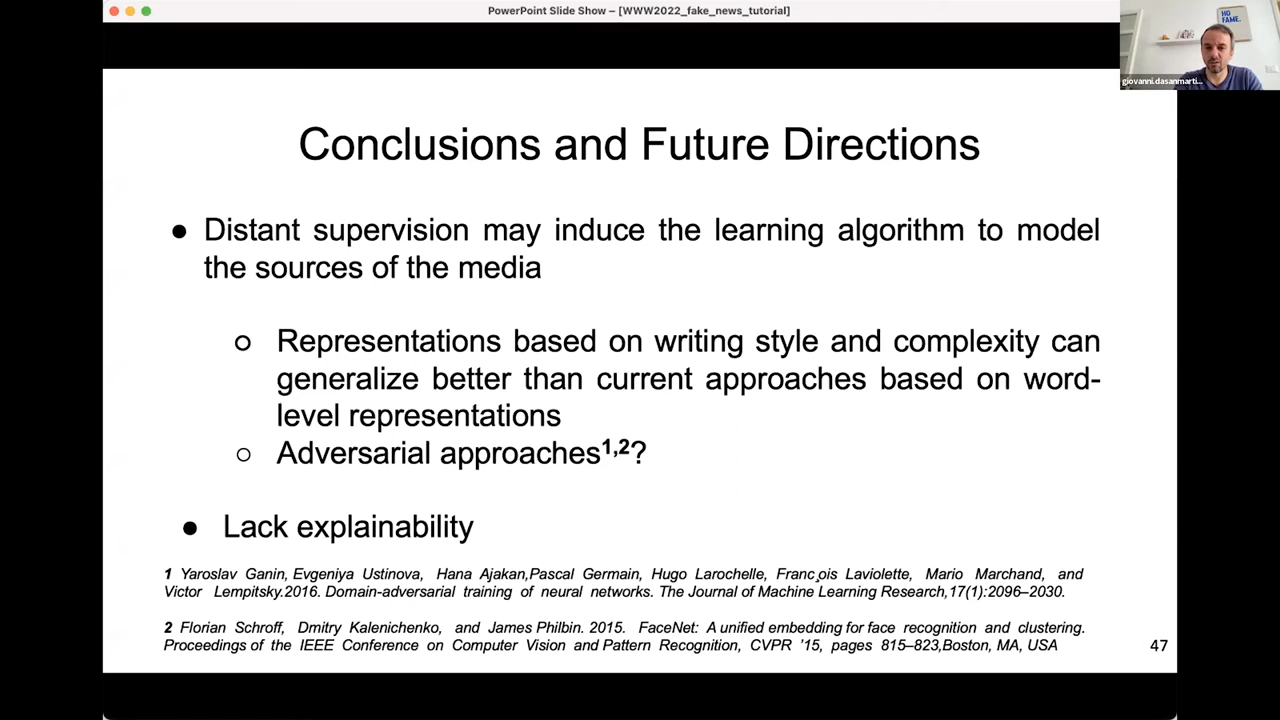 PowerPoint Slide Show – [WWW2022_fake_news_tutorial]
HO
FAME.
giovanni.dasanmarti...
Conclusions and Future Directions
● Distant supervision may induce the learning algorithm to model
the sources of the media
○ Representations based on writing style and complexity can
generalize better than current approaches based on word-
level representations
○ Adversarial approaches1,2?
● Lack explainability
1 Yaroslav Ganin, Evgeniya Ustinova, Hana Ajakan,Pascal Germain, Hugo Larochelle, Franc¸ois Laviolette, Mario Marchand, and
Victor Lempitsky.2016. Domain-adversarial training of neural networks. The Journal of Machine Learning Research,17(1):2096–2030.
2 Florian Schroff, Dmitry Kalenichenko, and James Philbin. 2015. FaceNet: A unified embedding for face recognition and clustering.
Proceedings of the IEEE Conference on Computer Vision and Pattern Recognition, CVPR ’15, pages 815–823,Boston, MA, USA
47